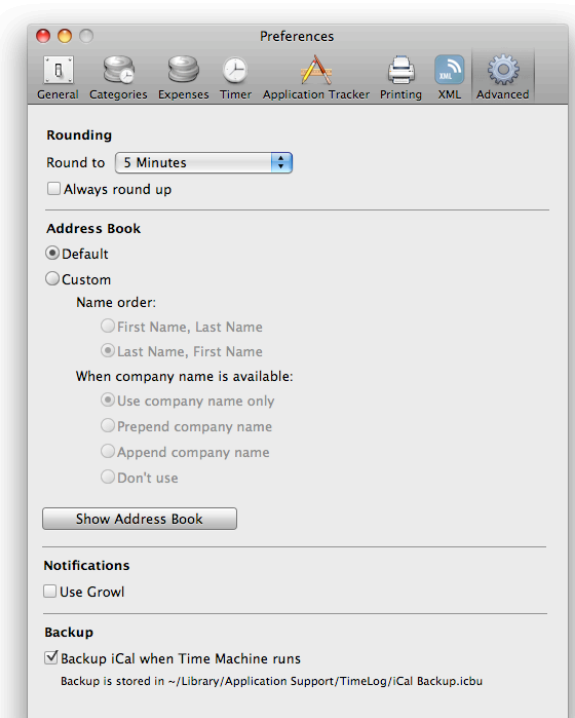 Preferences
General Categories Expenses Timer Application Tracker Printing XML Advanced
XML
Rounding
Round to 5 Minutes
Always round up
Address Book
Default
Custom
Name order:
First Name, Last Name
Last Name, First Name
When company name is available:
Use company name only
Prepend company name
Append company name
Don't use
Show Address Book
Notifications
Use Growl
Backup
Backup iCal when Time Machine runs
Backup is stored in ~/Library/Application Support/TimeLog/iCal Backup.icbu